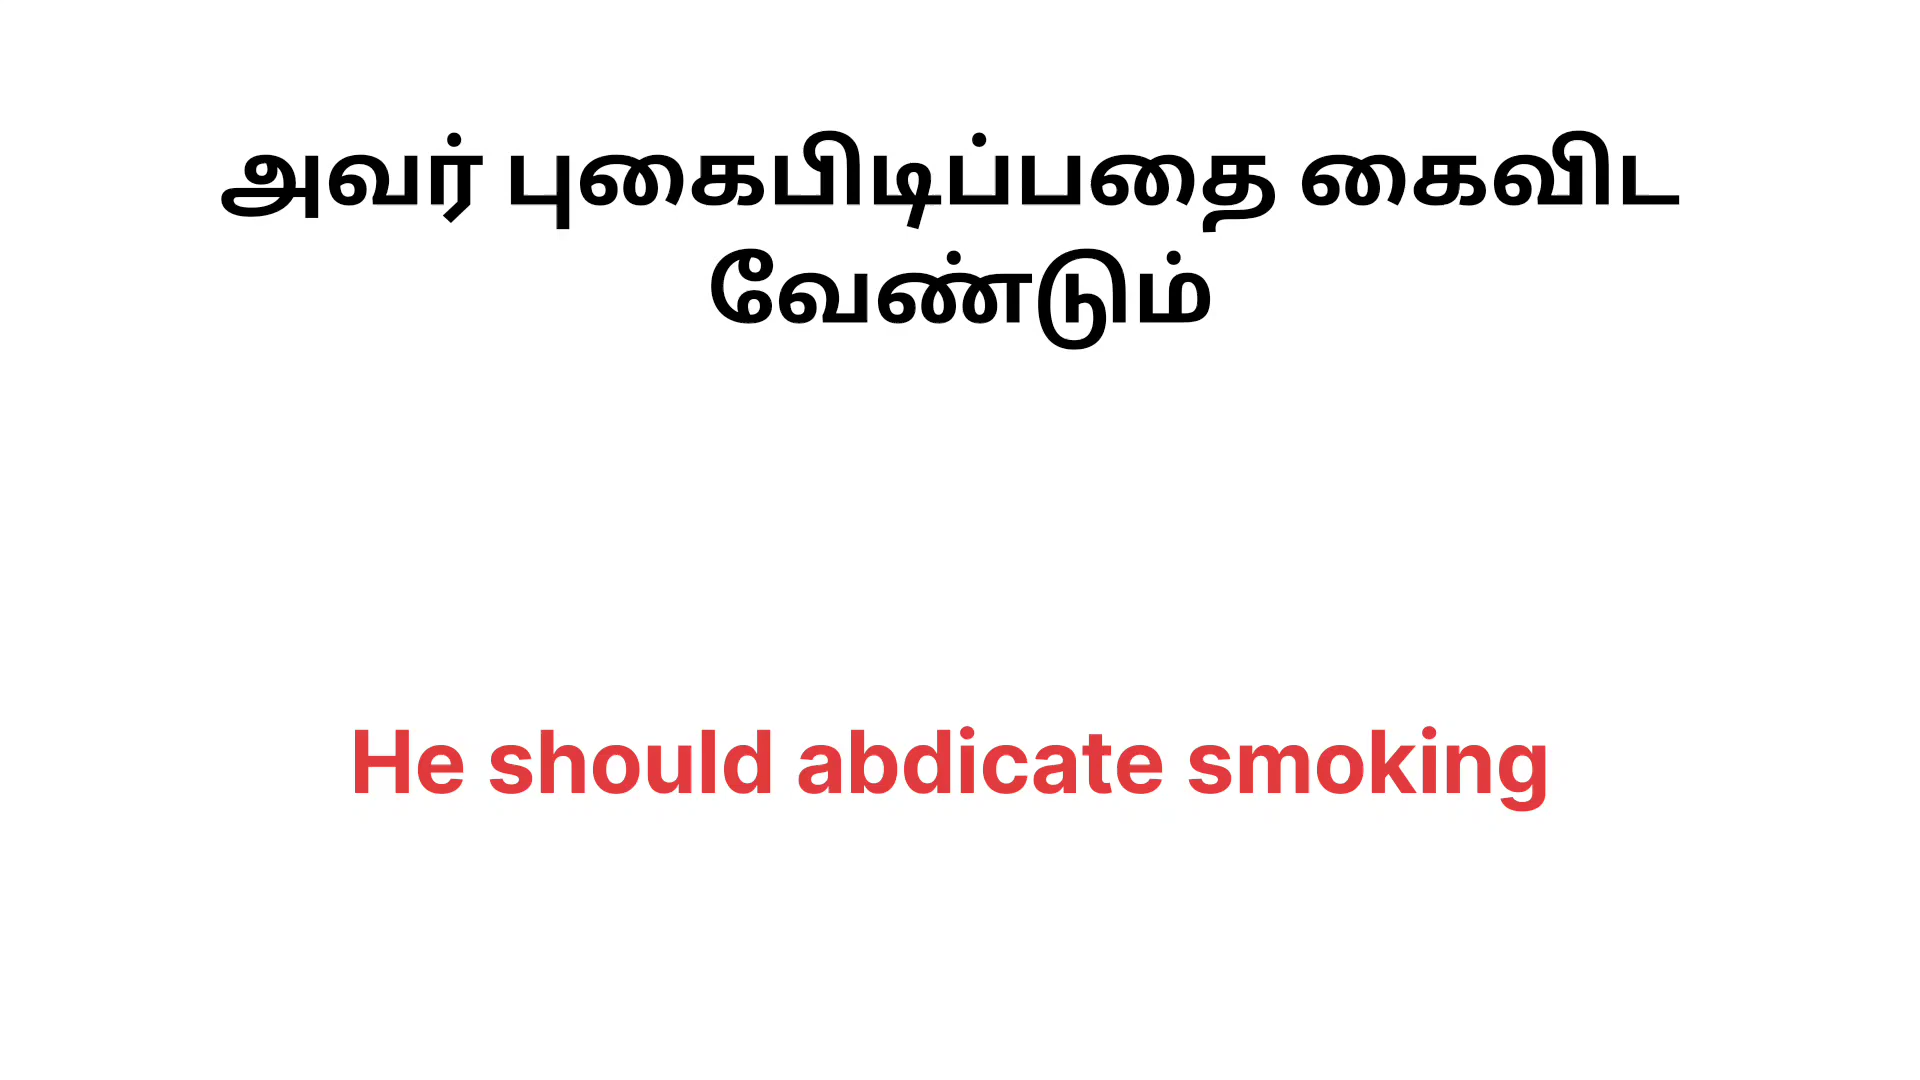 அவர் புகைபிடிப்பதை கைவிட
வேண்டும்
He should abdicate smoking